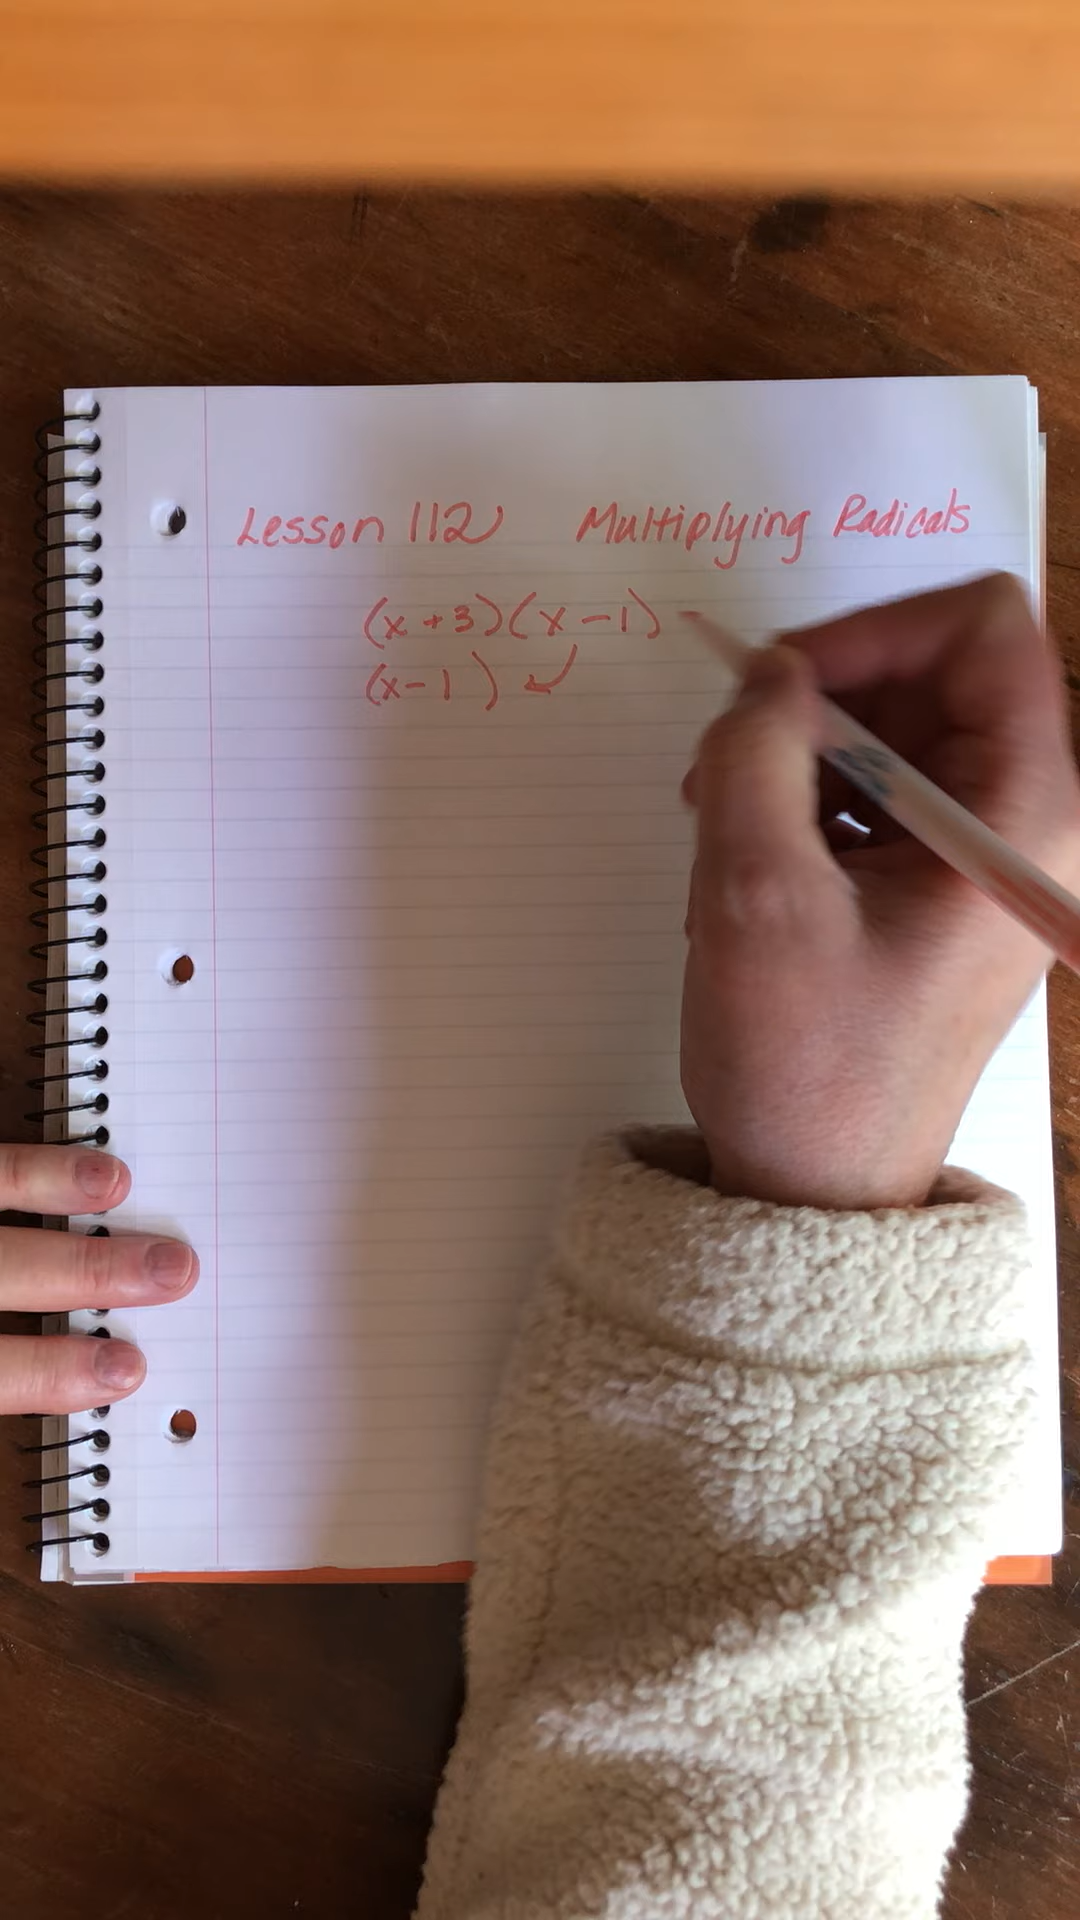 Lesson 112 Multiplying Radicals
(x + 3)(x - 1)
(x - 1)